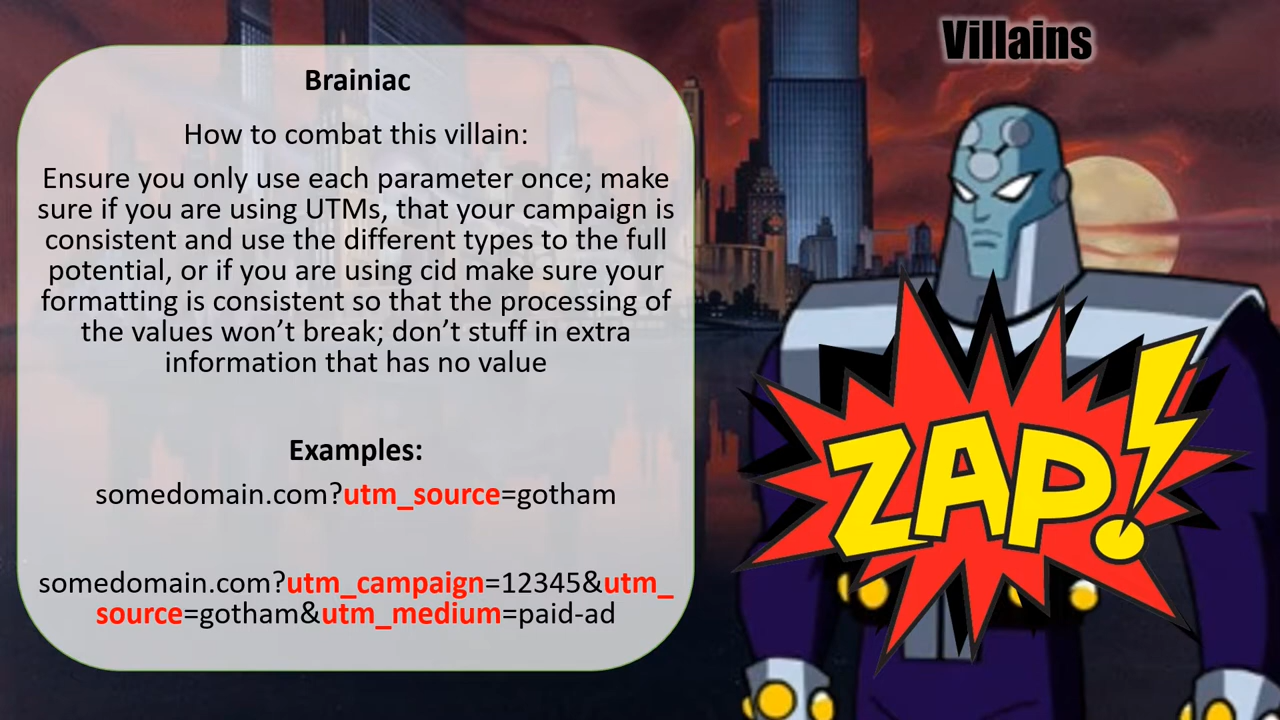 Villains
Brainiac
How to combat this villain:
Ensure you only use each parameter once; make
sure if you are using UTMs, that your campaign is
consistent and use the different types to the full
potential, or if you are using cid make sure your
formatting is consistent so that the processing of
the values won’t break; don’t stuff in extra
information that has no value
Examples:
somedomain.com?utm_source=gotham
somedomain.com?utm_campaign=12345&utm_
source=gotham&utm_medium=paid-ad
ZAP!